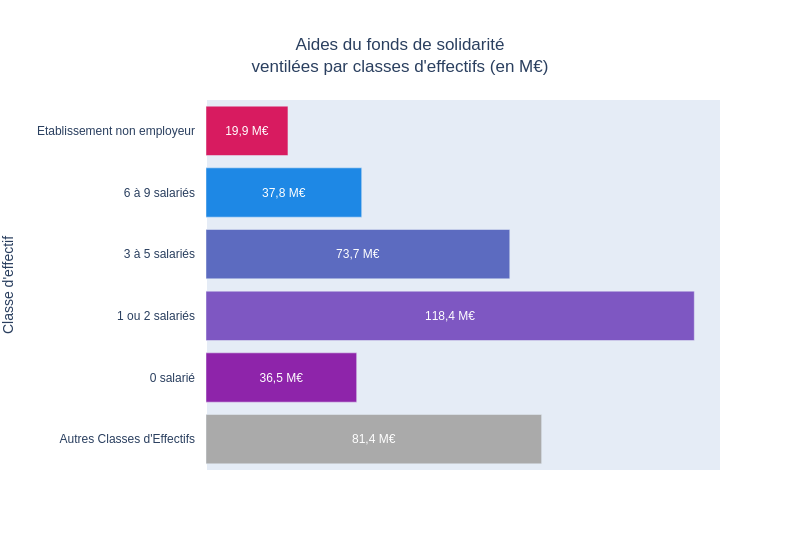 Aides du fonds de solidarité
ventilées par classes d'effectifs (en M€)
Classe d'effectif
Etablissement non employeur
19,9 M€
6 à 9 salariés
37,8 M€
3 à 5 salariés
73,7 M€
1 ou 2 salariés
118,4 M€
0 salarié
36,5 M€
Autres Classes d'Effectifs
81,4 M€